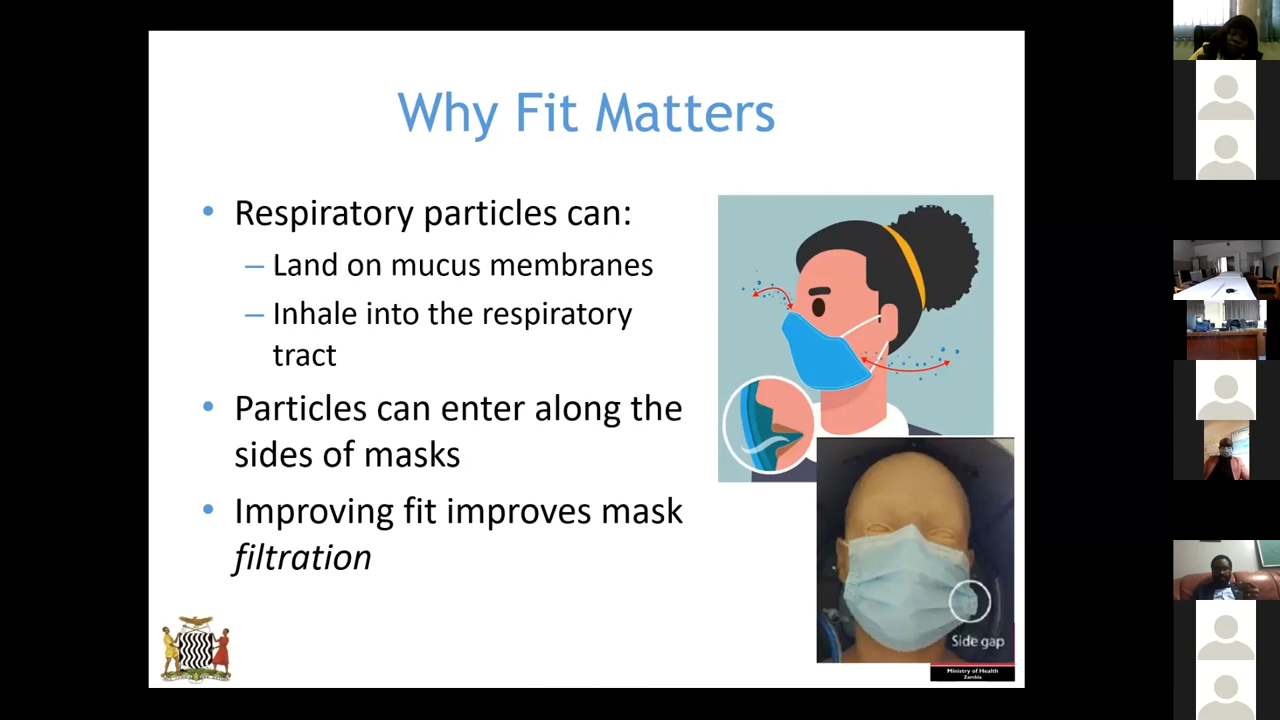 Why Fit Matters
• Respiratory particles can:
– Land on mucus membranes
– Inhale into the respiratory
tract
• Particles can enter along the
sides of masks
• Improving fit improves mask
filtration
Side gap
Ministry of Health
Zambia